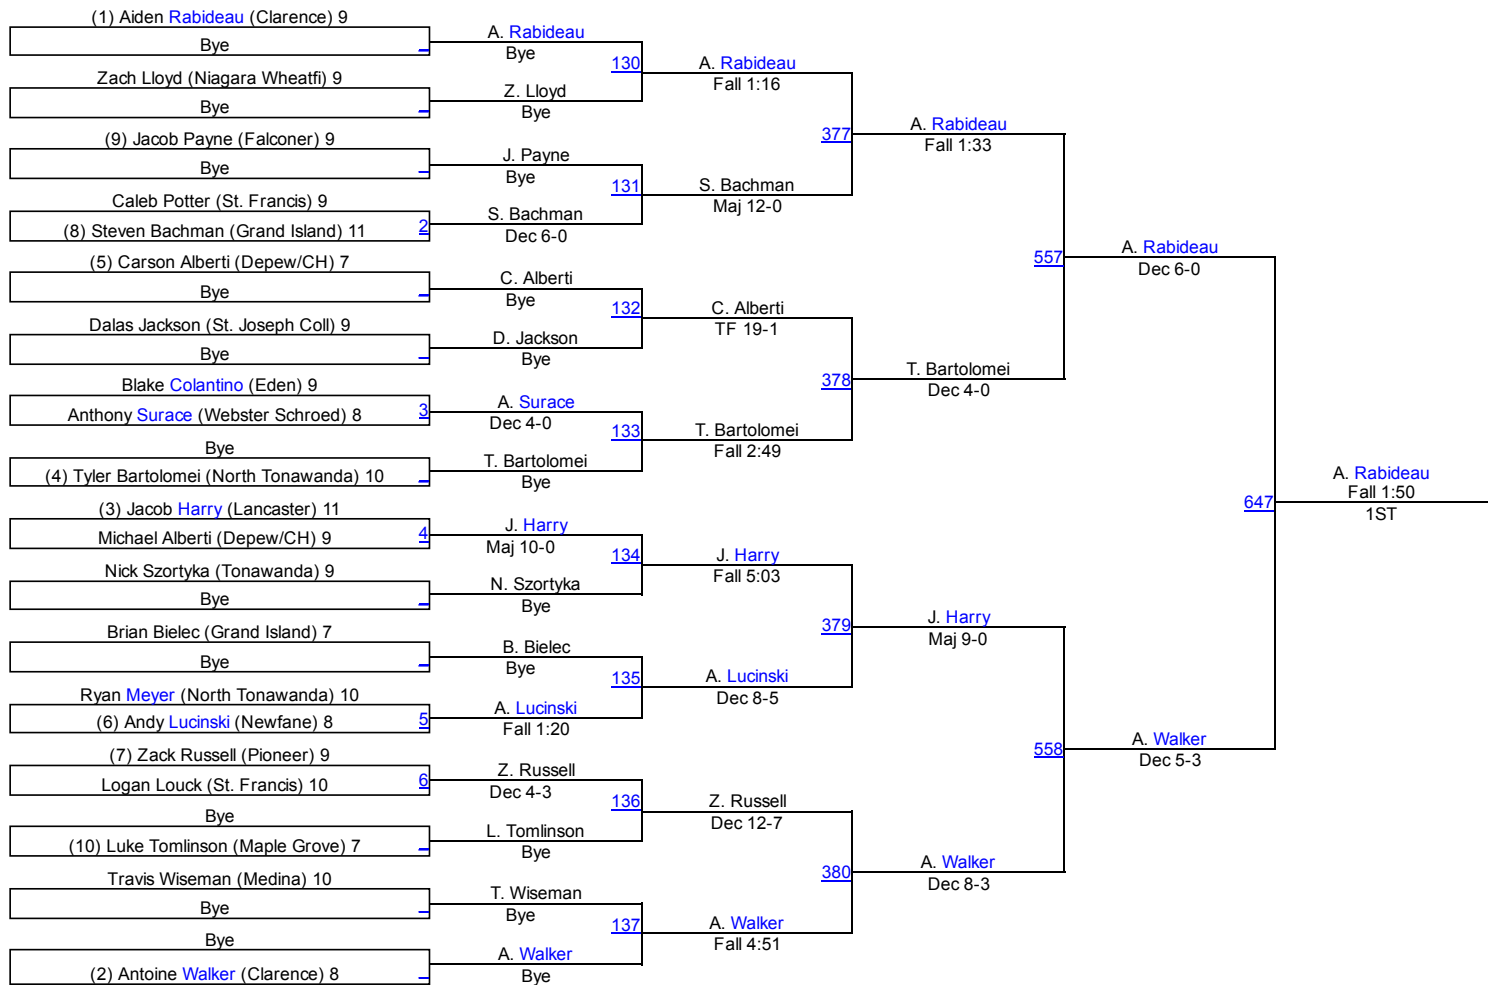 (1) Aiden Rabideau (Clarence) 9
Bye
Zach Lloyd (Niagara Wheatfi) 9
Bye
(9) Jacob Payne (Falconer) 9
Bye
Caleb Potter (St. Francis) 9
(8) Steven Bachman (Grand Island) 11
2
(5) Carson Alberti (Depew/CH) 7
Bye
Dalas Jackson (St. Joseph Coll) 9
Bye
Blake Colantino (Eden) 9
Anthony Surace (Webster Schroed) 8
3
Bye
(4) Tyler Bartolomei (North Tonawanda) 10
(3) Jacob Harry (Lancaster) 11
Michael Alberti (Depew/CH) 9
4
Nick Szortyka (Tonawanda) 9
Bye
Brian Bielec (Grand Island) 7
Bye
Ryan Meyer (North Tonawanda) 10
(6) Andy Lucinski (Newfane) 8
5
(7) Zack Russell (Pioneer) 9
Logan Louck (St. Francis) 10
6
Bye
(10) Luke Tomlinson (Maple Grove) 7
Travis Wiseman (Medina) 10
Bye
Bye
(2) Antoine Walker (Clarence) 8
A. Rabideau
Bye
130
Z. Lloyd
Bye
J. Payne
Bye
131
S. Bachman
Dec 6-0
C. Alberti
Bye
132
D. Jackson
Bye
A. Surace
Dec 4-0
133
T. Bartolomei
Bye
J. Harry
Maj 10-0
134
N. Szortyka
Bye
B. Bielec
Bye
135
A. Lucinski
Fall 1:20
Z. Russell
Dec 4-3
136
L. Tomlinson
Bye
T. Wiseman
Bye
137
A. Walker
Bye
A. Rabideau
Fall 1:16
377
S. Bachman
Maj 12-0
C. Alberti
TF 19-1
378
T. Bartolomei
Fall 2:49
J. Harry
Fall 5:03
379
A. Lucinski
Dec 8-5
Z. Russell
Dec 12-7
380
A. Walker
Fall 4:51
A. Rabideau
Fall 1:33
557
T. Bartolomei
Dec 4-0
J. Harry
Maj 9-0
558
A. Walker
Dec 8-3
A. Rabideau
Dec 6-0
647
A. Walker
Dec 5-3
A. Rabideau
Fall 1:50
1ST